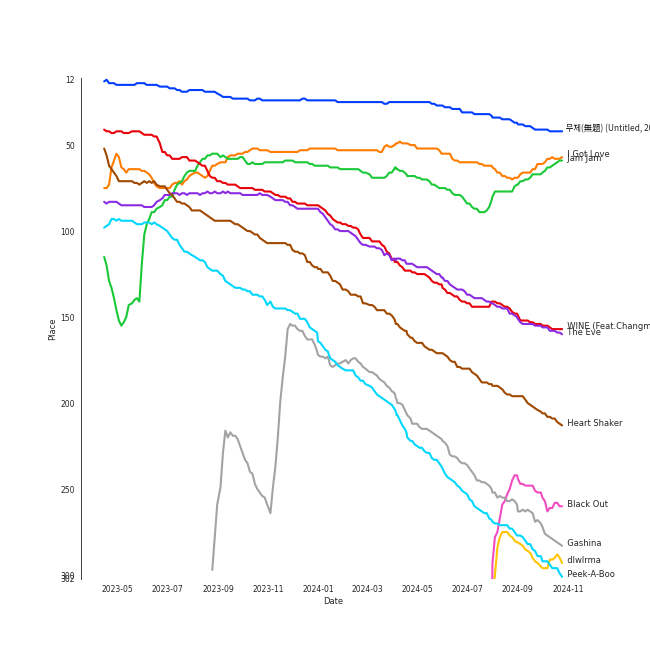 12
50
100
150
200
250
300
302
Place
2023-05 2023-07 2023-09 2023-11 2024-01 2024-03 2024-05 2024-07 2024-09 2024-11
Date
무제(無題) (Untitled, 20
I Got Love
Jam Jam
WINE (Feat.Changm
The Eve
Heart Shaker
Black Out
Gashina
dlwlrma
Peek-A-Boo